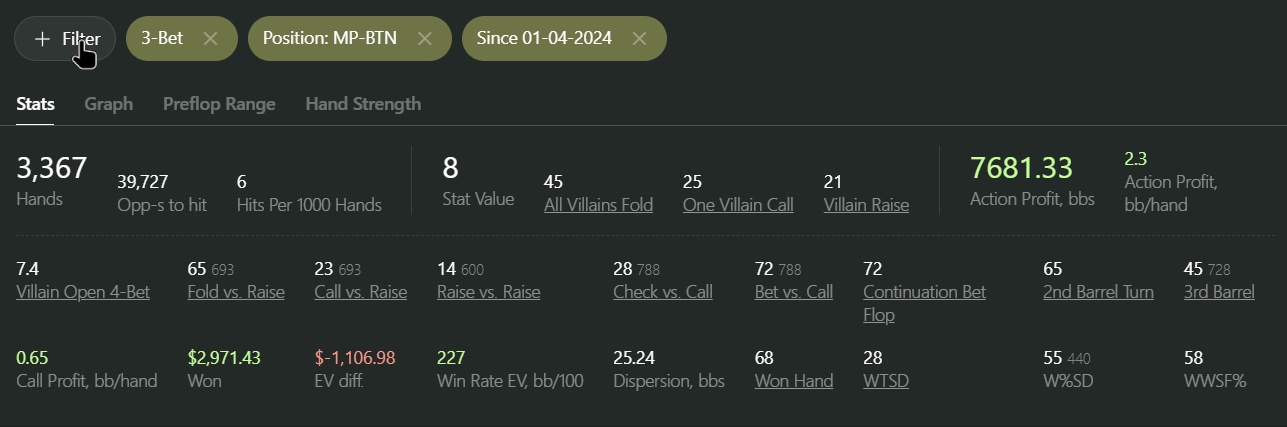 + Filter 3-Bet × Position: MP-BTN × Since 01-04-2024 ×
Stats Graph Preflop Range Hand Strength
3,367 39,727 6 8 45 25 21 7681.33 2.3
Hands Opp-s to hit Hits Per 1000 Hands Stat Value All Villains Fold One Villain Call Villain Raise Action Profit, bbs Action Profit,
bb/hand
7.4 65 693 23 693 14 600 28 788 72 788 72 65 45 728
Villain Open 4-Bet Fold vs. Raise Call vs. Raise Raise vs. Raise Check vs. Call Bet vs. Call Continuation Bet 2nd Barrel Turn 3rd Barrel
Flop
0.65 $2,971.43 $-1,106.98 227 25.24 68 28 55 440 58
Call Profit, bb/hand Won EV diff. Win Rate EV, bb/100 Dispersion, bbs Won Hand WTSD W%SD WWSF%